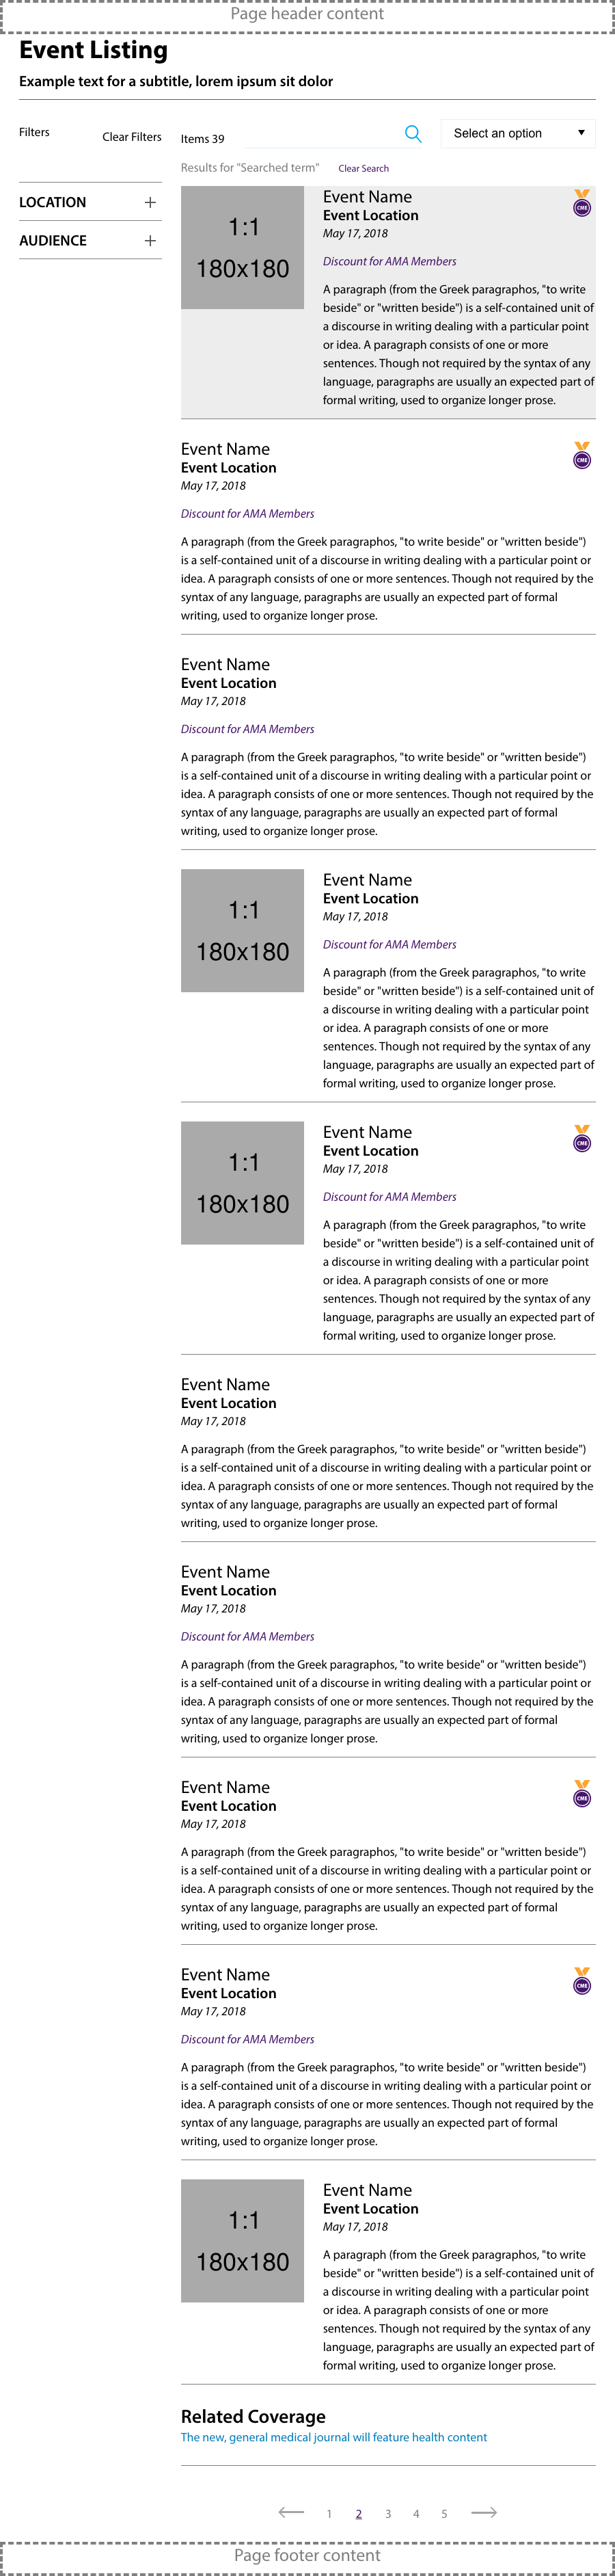 Page header content
Event Listing
Example text for a subtitle, lorem ipsum sit dolor
Filters
Clear Filters
LOCATION
AUDIENCE
Items 39
Select an option
Results for "Searched term"
Clear Search
1:1
180x180
Event Name
CME
Event Location
May 17, 2018
Discount for AMA Members
A paragraph (from the Greek paragraphos, "to write
beside" or "written beside") is a self-contained unit of
a discourse in writing dealing with a particular point
or idea. A paragraph consists of one or more
sentences. Though not required by the syntax of any
language, paragraphs are usually an expected part of
formal writing, used to organize longer prose.
Event Name
CME
Event Location
May 17, 2018
Discount for AMA Members
A paragraph (from the Greek paragraphos, "to write beside" or "written beside")
is a self-contained unit of a discourse in writing dealing with a particular point or
idea. A paragraph consists of one or more sentences. Though not required by the
syntax of any language, paragraphs are usually an expected part of formal
writing, used to organize longer prose.
Event Name
Event Location
May 17, 2018
Discount for AMA Members
A paragraph (from the Greek paragraphos, "to write beside" or "written beside")
is a self-contained unit of a discourse in writing dealing with a particular point or
idea. A paragraph consists of one or more sentences. Though not required by the
syntax of any language, paragraphs are usually an expected part of formal
writing, used to organize longer prose.
1:1
180x180
Event Name
Event Location
May 17, 2018
Discount for AMA Members
A paragraph (from the Greek paragraphos, "to write
beside" or "written beside") is a self-contained unit of
a discourse in writing dealing with a particular point
or idea. A paragraph consists of one or more
sentences. Though not required by the syntax of any
language, paragraphs are usually an expected part of
formal writing, used to organize longer prose.
1:1
180x180
Event Name
CME
Event Location
May 17, 2018
Discount for AMA Members
A paragraph (from the Greek paragraphos, "to write
beside" or "written beside") is a self-contained unit of
a discourse in writing dealing with a particular point
or idea. A paragraph consists of one or more
sentences. Though not required by the syntax of any
language, paragraphs are usually an expected part of
formal writing, used to organize longer prose.
Event Name
Event Location
May 17, 2018
A paragraph (from the Greek paragraphos, "to write beside" or "written beside")
is a self-contained unit of a discourse in writing dealing with a particular point or
idea. A paragraph consists of one or more sentences. Though not required by the
syntax of any language, paragraphs are usually an expected part of formal
writing, used to organize longer prose.
Event Name
Event Location
May 17, 2018
Discount for AMA Members
A paragraph (from the Greek paragraphos, "to write beside" or "written beside")
is a self-contained unit of a discourse in writing dealing with a particular point or
idea. A paragraph consists of one or more sentences. Though not required by the
syntax of any language, paragraphs are usually an expected part of formal
writing, used to organize longer prose.
Event Name
CME
Event Location
May 17, 2018
A paragraph (from the Greek paragraphos, "to write beside" or "written beside")
is a self-contained unit of a discourse in writing dealing with a particular point or
idea. A paragraph consists of one or more sentences. Though not required by the
syntax of any language, paragraphs are usually an expected part of formal
writing, used to organize longer prose.
Event Name
CME
Event Location
May 17, 2018
Discount for AMA Members
A paragraph (from the Greek paragraphos, "to write beside" or "written beside")
is a self-contained unit of a discourse in writing dealing with a particular point or
idea. A paragraph consists of one or more sentences. Though not required by the
syntax of any language, paragraphs are usually an expected part of formal
writing, used to organize longer prose.
1:1
180x180
Event Name
Event Location
May 17, 2018
A paragraph (from the Greek paragraphos, "to write
beside" or "written beside") is a self-contained unit of
a discourse in writing dealing with a particular point
or idea. A paragraph consists of one or more
sentences. Though not required by the syntax of any
language, paragraphs are usually an expected part of
formal writing, used to organize longer prose.
Related Coverage
The new, general medical journal will feature health content
1 2 3 4 5
Page footer content